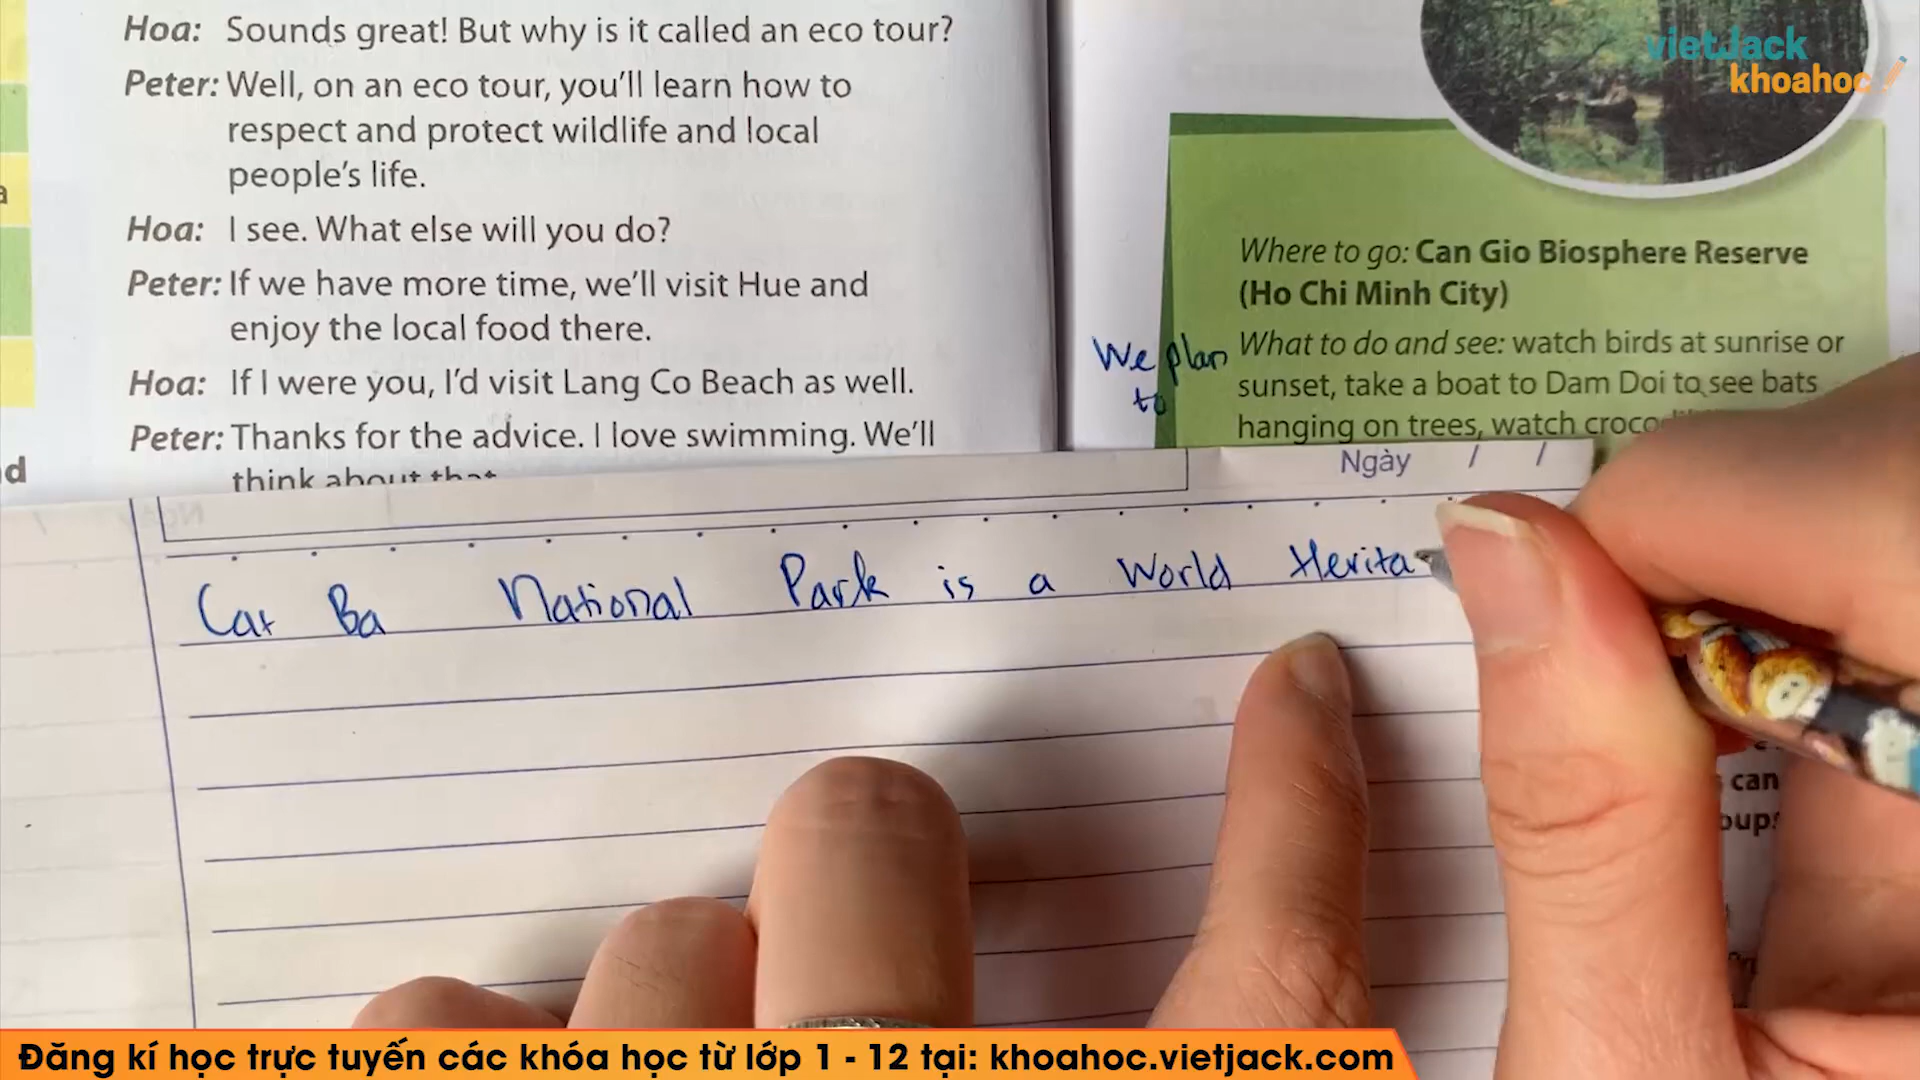 Hoa: Sounds great! But why is it called an eco tour?
Peter: Well, on an eco tour, you'll learn how to
respect and protect wildlife and local
people's life.
Hoa: I see. What else will you do?
Peter: If we have more time, we'll visit Hue and
enjoy the local food there.
Hoa: If I were you, I'd visit Lang Co Beach as well.
Peter: Thanks for the advice. I love swimming. We'll
think about that
vietJack
khoahoc
Where to go: Can Gio Biosphere Reserve
(Ho Chi Minh City)
What to do and see: watch birds at sunrise or
sunset, take a boat to Dam Doi to see bats
hanging on trees, watch croco
We plan
to
Ngày / /
Cat Ba National Park is a World Herita
can
oups
Đăng kí học trực tuyến các khóa học từ lớp 1 - 12 tại: khoahoc.vietjack.com